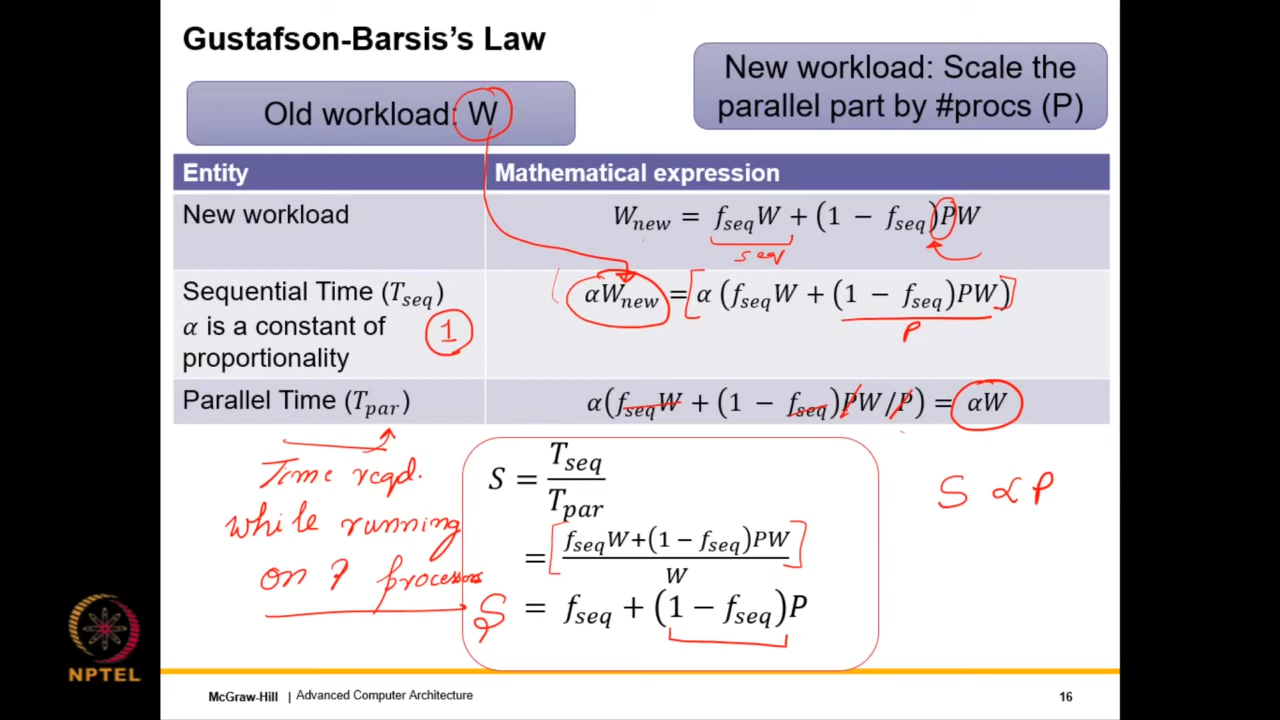 Gustafson-Barsis's Law
Old workload: W
New workload: Scale the
parallel part by #procs (P)
Entity
Mathematical expression
New workload
W_new = f_seq W + (1 − f_seq)PW
seq
Sequential Time (T_seq)
α is a constant of
proportionality
1
αW_new = α (f_seq W + (1 − f_seq)PW)
P
Parallel Time (T_par)
α(f_seq W + (1 − f_seq)PW/P) = αW
Time reqd.
while running
on P processors
S = T_seq / T_par
= f_seq W+(1 − f_seq)PW / W
S = f_seq + (1 − f_seq)P
S ∝ P
NPTEL
McGraw-Hill | Advanced Computer Architecture
16